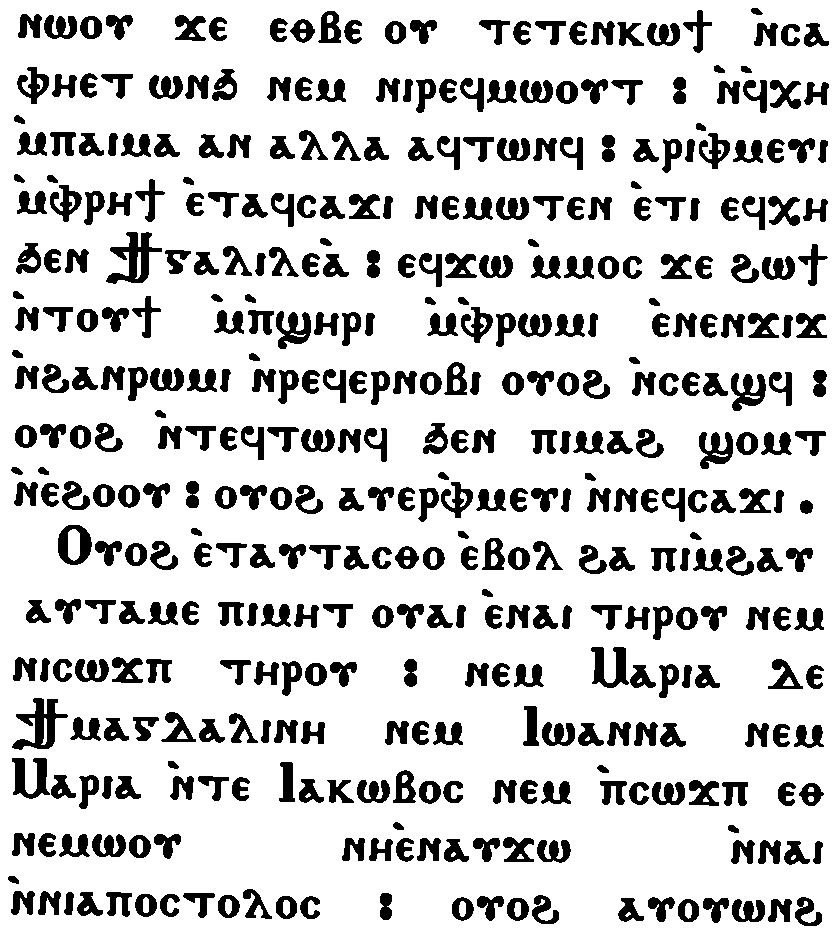 ⲛⲱⲟⲩ ϫⲉ ⲉⲑⲃⲉ ⲟⲩ ⲧⲉⲧⲉⲛⲕⲱϯ ⲛ̀ⲥⲁ
ⲫⲏⲉⲧ ⲱⲛϧ ⲛⲉⲙ ⲛⲓⲣⲉϥⲙⲱⲟⲩⲧ : ⲛ̀ϥ̀ⲭⲏ
ⲙ̀ⲡⲁⲓⲙⲁ ⲁⲛ ⲁⲗⲗⲁ ⲁϥⲧⲱⲛϥ : ⲁⲣⲓⲫ̀ⲙⲉⲩⲓ
ⲙ̀ⲫ̀ⲣⲏϯ ⲉ̀ⲧⲁϥⲥⲁϫⲓ ⲛⲉⲙⲱⲧⲉⲛ ⲉ̀ⲧⲓ ⲉϥⲭⲏ
ϧⲉⲛ Ϯⲅⲁⲗⲓⲗⲉⲁ̀ : ⲉϥϫⲱ ⲙ̀ⲙⲟⲥ ϫⲉ ϩⲱϯ
ⲛ̀ⲧⲟⲩϯ ⲙ̀ⲡ̀ϣⲏⲣⲓ ⲙ̀ⲫ̀ⲣⲱⲙⲓ ⲉ̀ⲛⲉⲛϫⲓϫ
ⲛ̀ϩⲁⲛⲣⲱⲙⲓ ⲛ̀ⲣⲉϥⲉⲣⲛⲟⲃⲓ ⲟⲩⲟϩ ⲛ̀ⲥⲉⲁϣϥ :
ⲟⲩⲟϩ ⲛ̀ⲧⲉϥⲧⲱⲛϥ ϧⲉⲛ ⲡⲓⲙⲁϩ ϣⲟⲙⲧ
ⲛ̀ⲉ̀ϩⲟⲟⲩ : ⲟⲩⲟϩ ⲁⲩⲉⲣⲫ̀ⲙⲉⲩⲓ ⲛ̀ⲛⲉϥⲥⲁϫⲓ .
Ⲟⲩⲟϩ ⲉ̀ⲧⲁⲩⲧⲁⲥⲑⲟ ⲉ̀ⲃⲟⲗ ϩⲁ ⲡⲓⲙ̀ϩⲁⲩ
ⲁⲩⲧⲁⲙⲉ ⲡⲓⲙⲏⲧ ⲟⲩⲁⲓ ⲉ̀ⲛⲁⲓ ⲧⲏⲣⲟⲩ ⲛⲉⲙ
ⲛⲓⲥⲱϫⲡ ⲧⲏⲣⲟⲩ : ⲛⲉⲙ Ⲙⲁⲣⲓⲁ ⲇⲉ
Ϯⲙⲁⲅⲇⲁⲗⲓⲛⲏ ⲛⲉⲙ Ⲓⲱⲁⲛⲛⲁ ⲛⲉⲙ
Ⲙⲁⲣⲓⲁ ⲛ̀ⲧⲉ Ⲓⲁⲕⲱⲃⲟⲥ ⲛⲉⲙ ⲡ̀ⲥⲱϫⲡ ⲉⲑ
ⲛⲉⲙⲱⲟⲩ ⲛⲏⲉ̀ⲛⲁⲩϫⲱ ⲛ̀ⲛⲁⲓ
ⲛ̀ⲛⲓⲁⲡⲟⲥⲧⲟⲗⲟⲥ : ⲟⲩⲟϩ ⲁⲩⲟⲩⲱⲛϩ